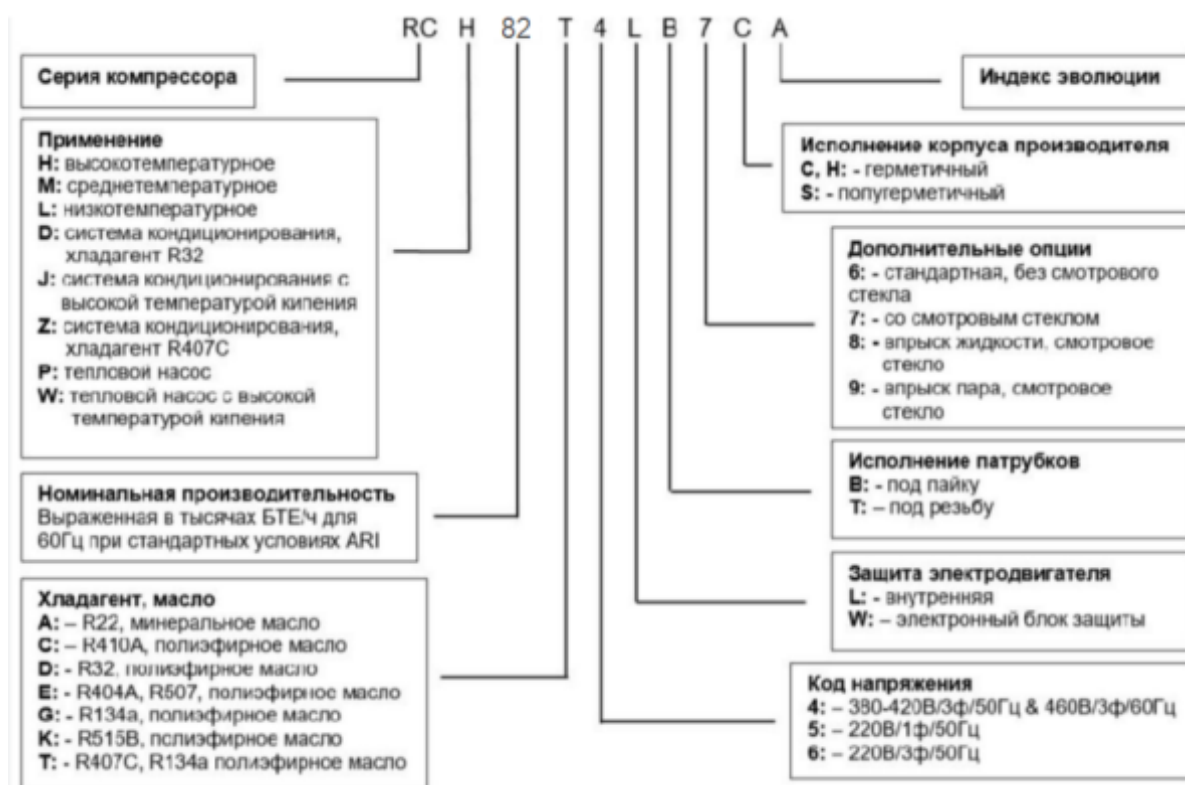 RC H 82 T 4 L B 7 C A
Серия компрессора
Применение
H: высокотемпературное
M: среднетемпературное
L: низкотемпературное
D: система кондиционирования,
хладагент R32
J: система кондиционирования с
высокой температурой кипения
Z: система кондиционирования,
хладагент R407C
P: тепловой насос
W: тепловой насос с высокой
температурой кипения
Номинальная производительность
Выраженная в тысячах БТЕ/ч для
60Гц при стандартных условиях ARI
Хладагент, масло
A: – R22, минеральное масло
C: – R410A, полиэфирное масло
D: - R32, полиэфирное масло
E: - R404A, R507, полиэфирное масло
G: - R134a, полиэфирное масло
K: - R515B, полиэфирное масло
T: - R407C, R134a полиэфирное масло
Индекс эволюции
Исполнение корпуса производителя
C, H: - герметичный
S: - полугерметичный
Дополнительные опции
6: - стандартная, без смотрового
стекла
7: - со смотровым стеклом
8: - впрыск жидкости, смотровое
стекло
9: - впрыск пара, смотровое
стекло
Исполнение патрубков
B: - под пайку
T: – под резьбу
Защита электродвигателя
L: - внутренняя
W: – электронный блок защиты
Код напряжения
4: – 380-420В/3ф/50Гц & 460В/3ф/60Гц
5: – 220В/1ф/50Гц
6: – 220В/3ф/50Гц